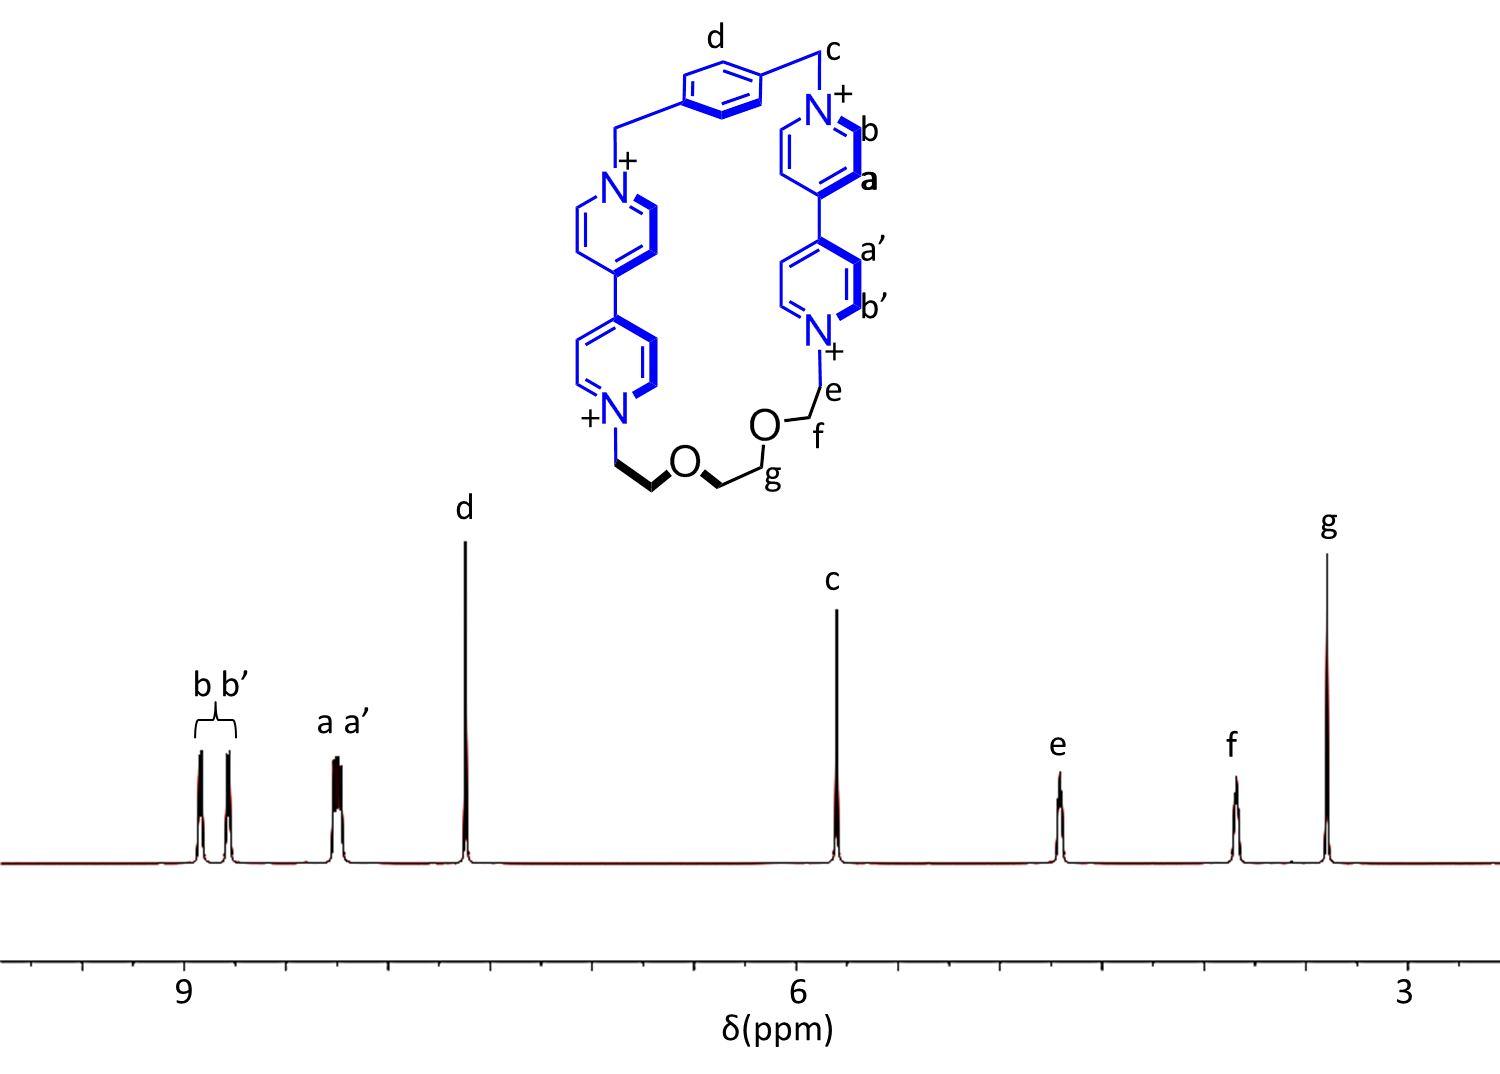 d
c
N+
b
a
+
N
a’
b’
N
+
N
+
e
O
f
O
g
d
g
c
b b’
a a’
e
f
9
6
3
δ(ppm)